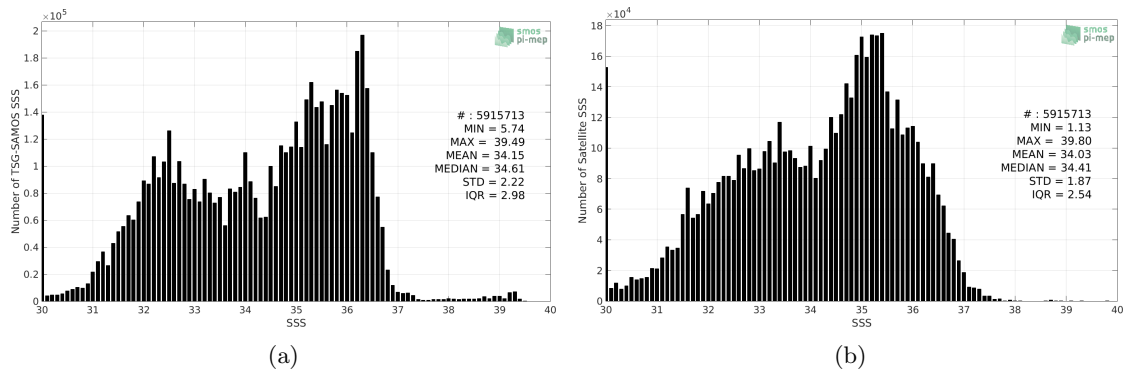 ×10⁵
2
1.8
1.6
1.4
1.2
1
0.8
0.6
0.4
0.2
0
Number of TSG-SAMOS SSS
smos
pi-mep
# : 5915713
MIN = 5.74
MAX = 39.49
MEAN = 34.15
MEDIAN = 34.61
STD = 2.22
IQR = 2.98
30 31 32 33 34 35 36 37 38 39 40
SSS
(a)
×10⁴
18
16
14
12
10
8
6
4
2
0
Number of Satellite SSS
smos
pi-mep
# : 5915713
MIN = 1.13
MAX = 39.80
MEAN = 34.03
MEDIAN = 34.41
STD = 1.87
IQR = 2.54
30 31 32 33 34 35 36 37 38 39 40
SSS
(b)